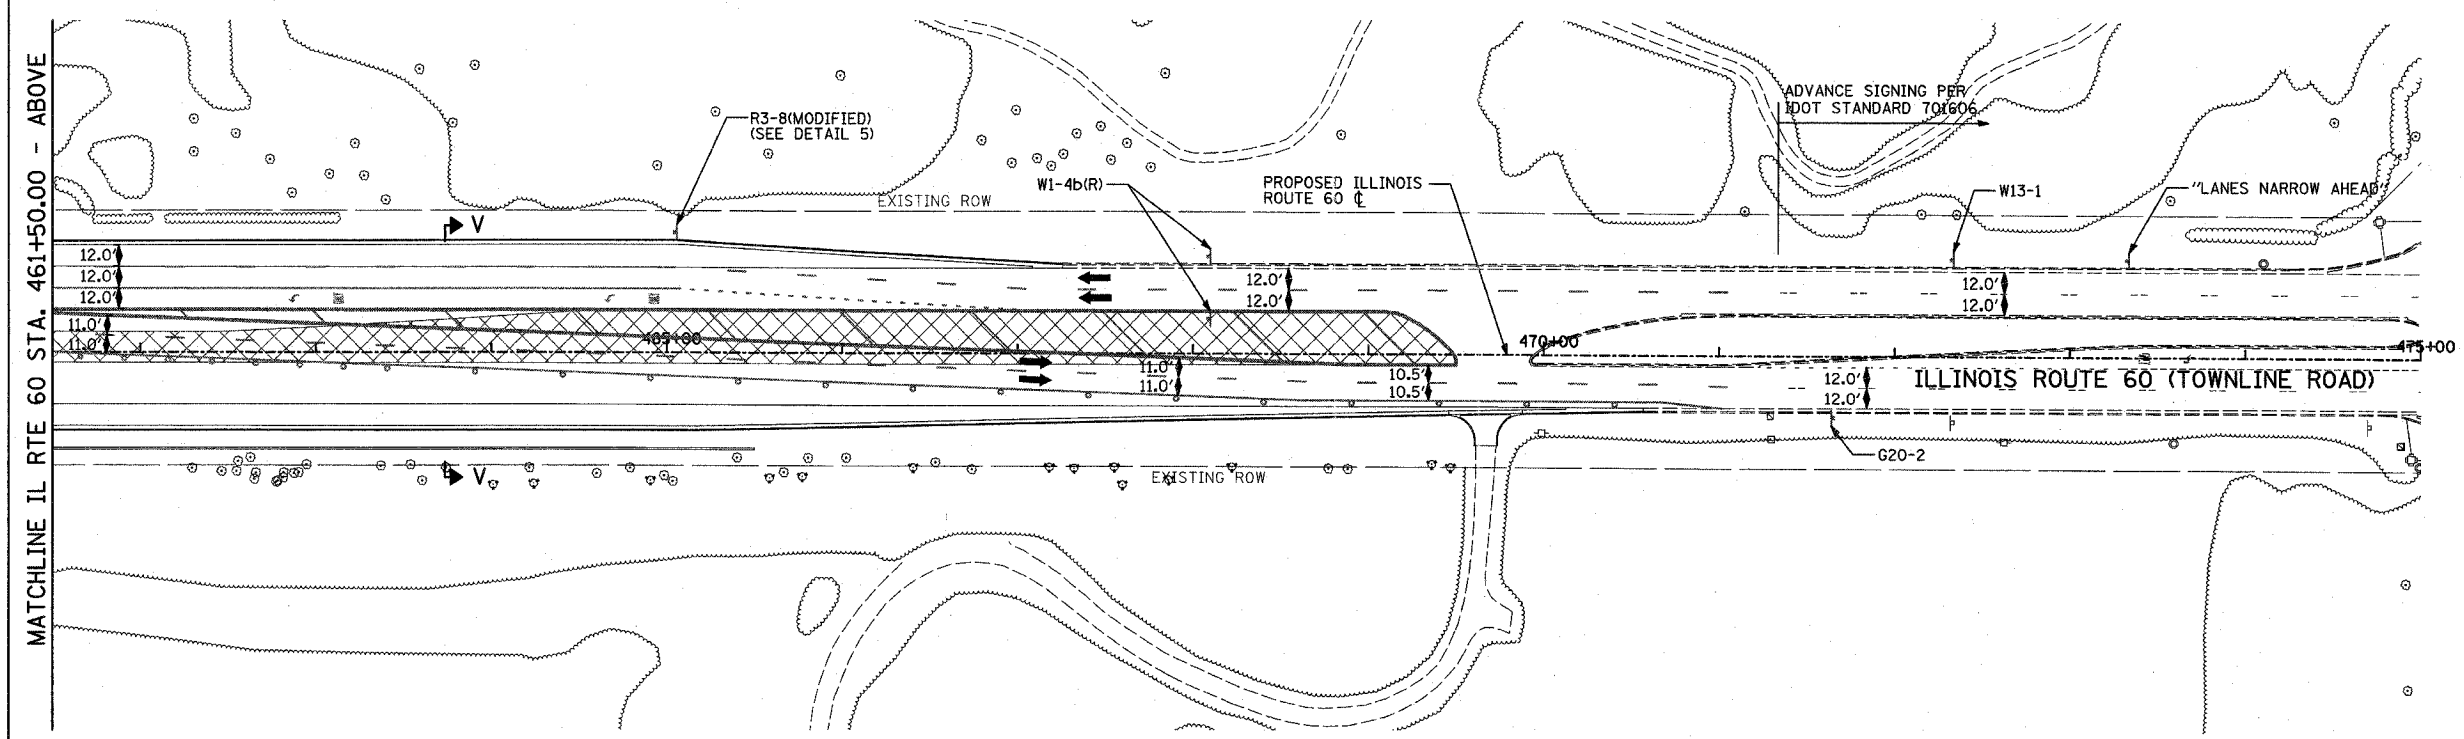 MATCHLINE IL RTE 60 STA. 461+50.00 - ABOVE
ADVANCE SIGNING PER
IDOT STANDARD 701606
R3-8(MODIFIED)
(SEE DETAIL 5)
W1-4b(R)
PROPOSED ILLINOIS
ROUTE 60 ℄
EXISTING ROW
W13-1
"LANES NARROW AHEAD"
V
12.0'
12.0'
12.0'
12.0'
12.0'
12.0'
12.0'
11.0'
11.0'
465+00
470+00
475+00
11.0'
11.0'
10.5'
10.5'
12.0'
12.0'
ILLINOIS ROUTE 60 (TOWNLINE ROAD)
G20-2
V
EXISTING ROW